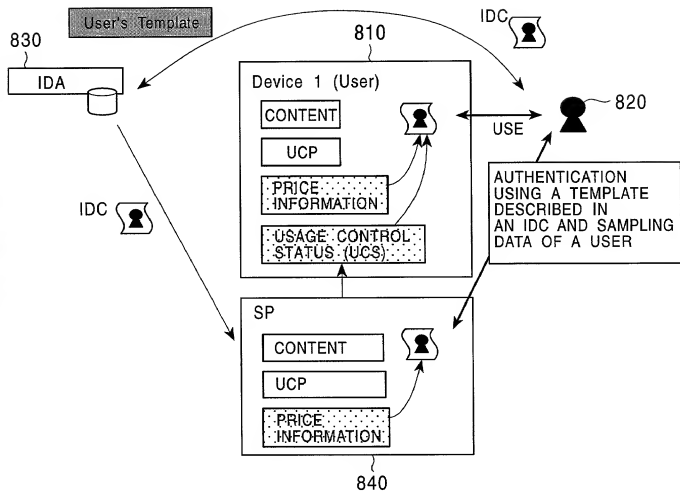 User's Template
IDC
830
810
IDA
Device 1 (User)
820
CONTENT
USE
UCP
AUTHENTICATION
USING A TEMPLATE
DESCRIBED IN
AN IDC AND SAMPLING
DATA OF A USER
PRICE
INFORMATION
IDC
USAGE CONTROL
STATUS (UCS)
SP
CONTENT
UCP
PRICE
INFORMATION
840